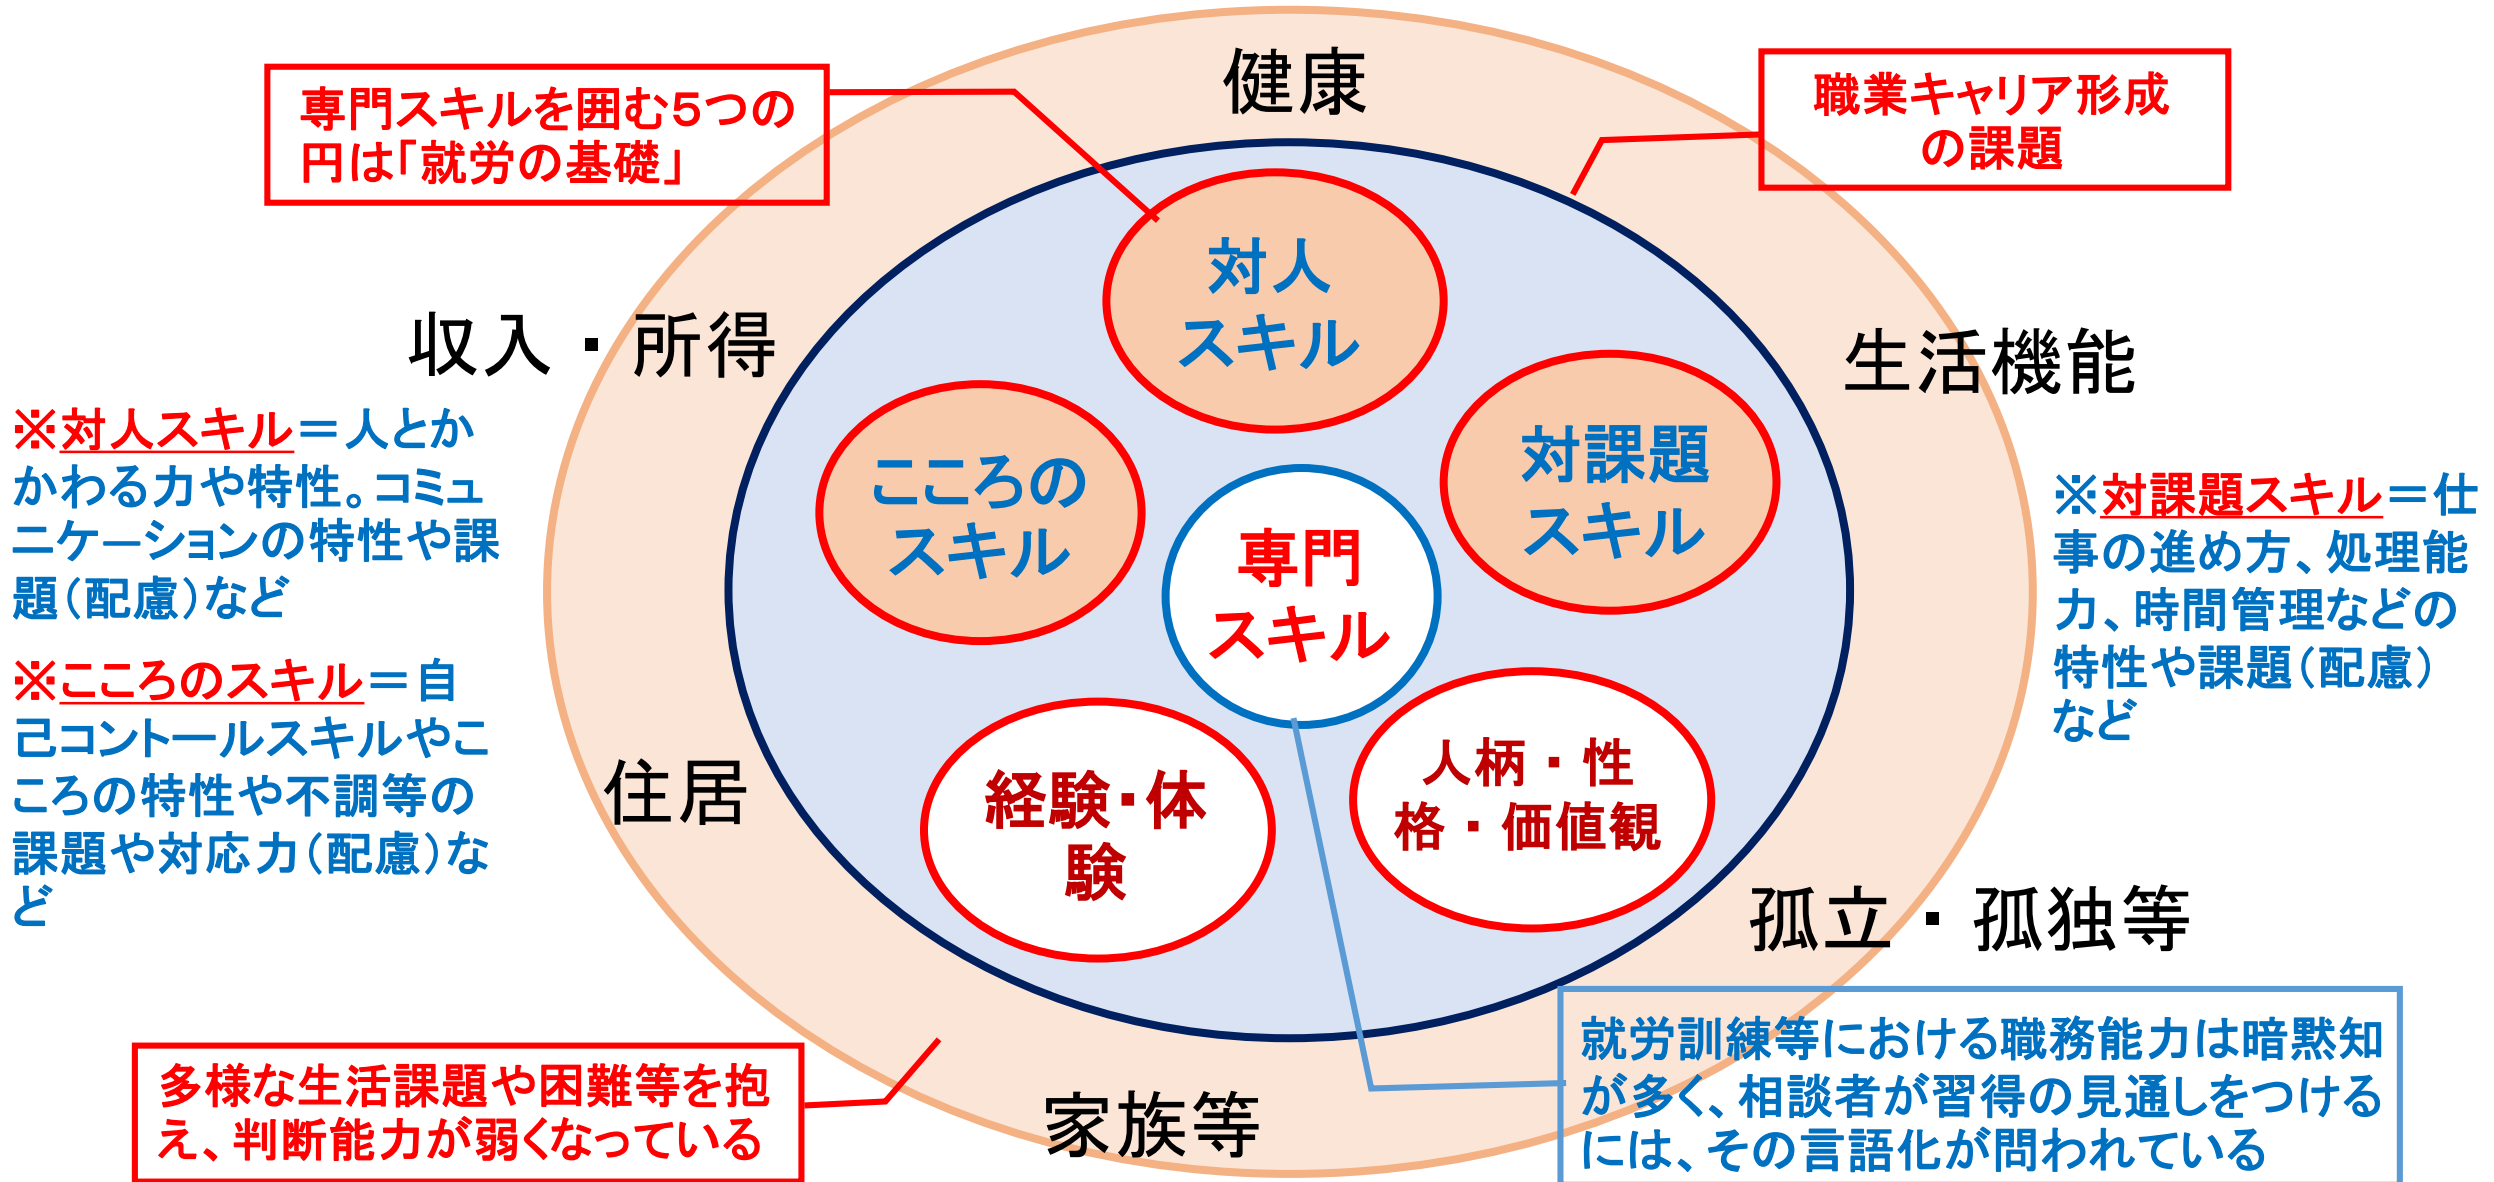 健康
専門スキルを囲む5つの
円が「就労の基礎」
職業キャリア形成
の課題
対人
スキル
収入・所得
生活機能
※対人スキル=人とか
かわる力や特性。コミュ
ニケーションの特性と課
題（配慮）など
こころの
スキル
対課題
スキル
専門
スキル
※対課題スキル=仕
事の進め方、処理能
力、時間管理などの
特性や課題（配慮）
など
※こころのスキル=自
己コントロールスキルやこ
ころの特性や不調等の
課題や対応力（配慮）な
ど
住居
経験・体
験
人柄・性
格・価値観
孤立・孤独等
家族等
多様な生活課題や困難さを抱
え、判断力が弱くなっている
就労訓練等における職務能力は暗黙知
が多く、相談者が習得の見通しをつける
には、その言語化が問われている